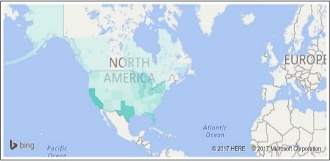 NORTH
AMERICA
EUROPE
Atlantic
Ocean
bing
Pacific
Ocean
© 2017 HERE © 2017 Microsoft Corporation